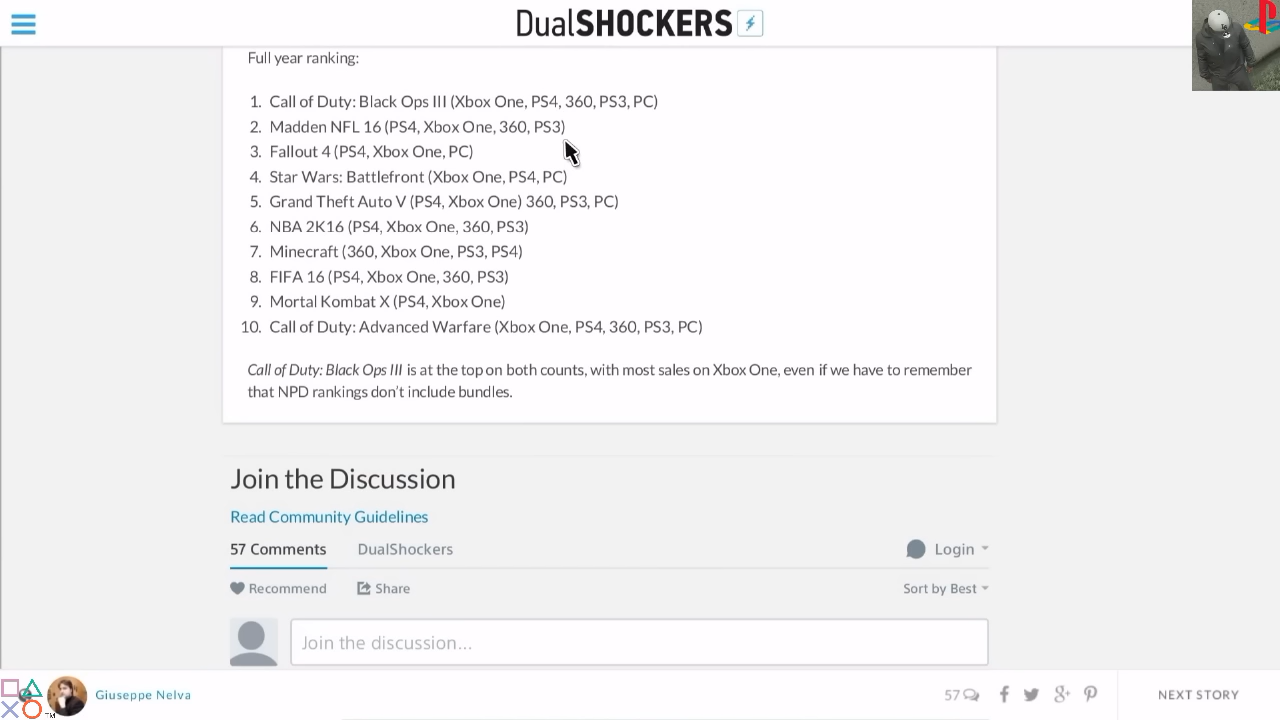 DualSHOCKERS
Full year ranking:
1. Call of Duty: Black Ops III (Xbox One, PS4, 360, PS3, PC)
2. Madden NFL 16 (PS4, Xbox One, 360, PS3)
3. Fallout 4 (PS4, Xbox One, PC)
4. Star Wars: Battlefront (Xbox One, PS4, PC)
5. Grand Theft Auto V (PS4, Xbox One) 360, PS3, PC)
6. NBA 2K16 (PS4, Xbox One, 360, PS3)
7. Minecraft (360, Xbox One, PS3, PS4)
8. FIFA 16 (PS4, Xbox One, 360, PS3)
9. Mortal Kombat X (PS4, Xbox One)
10. Call of Duty: Advanced Warfare (Xbox One, PS4, 360, PS3, PC)
Call of Duty: Black Ops III is at the top on both counts, with most sales on Xbox One, even if we have to remember
that NPD rankings don't include bundles.
Join the Discussion
Read Community Guidelines
57 Comments DualShockers Login
Recommend Share Sort by Best
Join the discussion...
TM Giuseppe Nelva 57 NEXT STORY